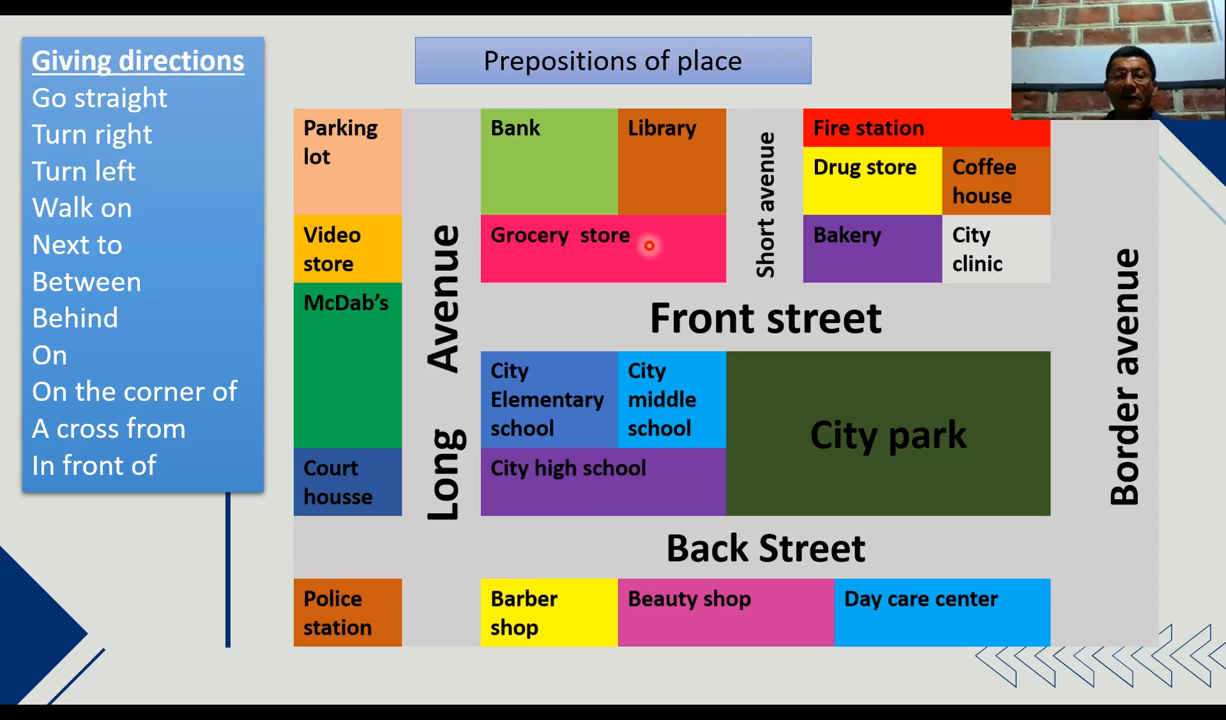 Giving directions
Go straight
Turn right
Turn left
Walk on
Next to
Between
Behind
On
On the corner of
A cross from
In front of
Prepositions of place
Parking
lot
Bank
Library
Short avenue
Fire station
Drug store
Coffee
house
Video
store
Grocery  store
Bakery
City
clinic
McDab’s
Long Avenue
Front street
Border avenue
City
Elementary
school
City
middle
school
City park
Court
housse
City high school
Back Street
Police
station
Barber
shop
Beauty shop
Day care center